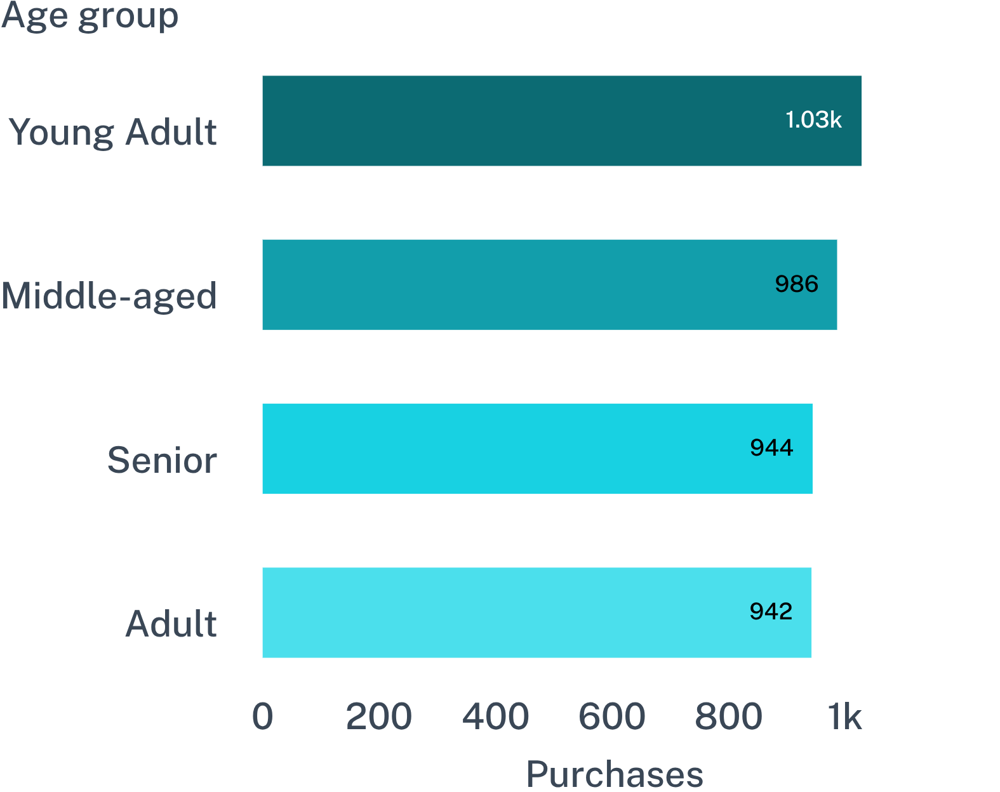 Age group
Young Adult
1.03k
Middle-aged
986
Senior
944
Adult
942
0 200 400 600 800 1k
Purchases